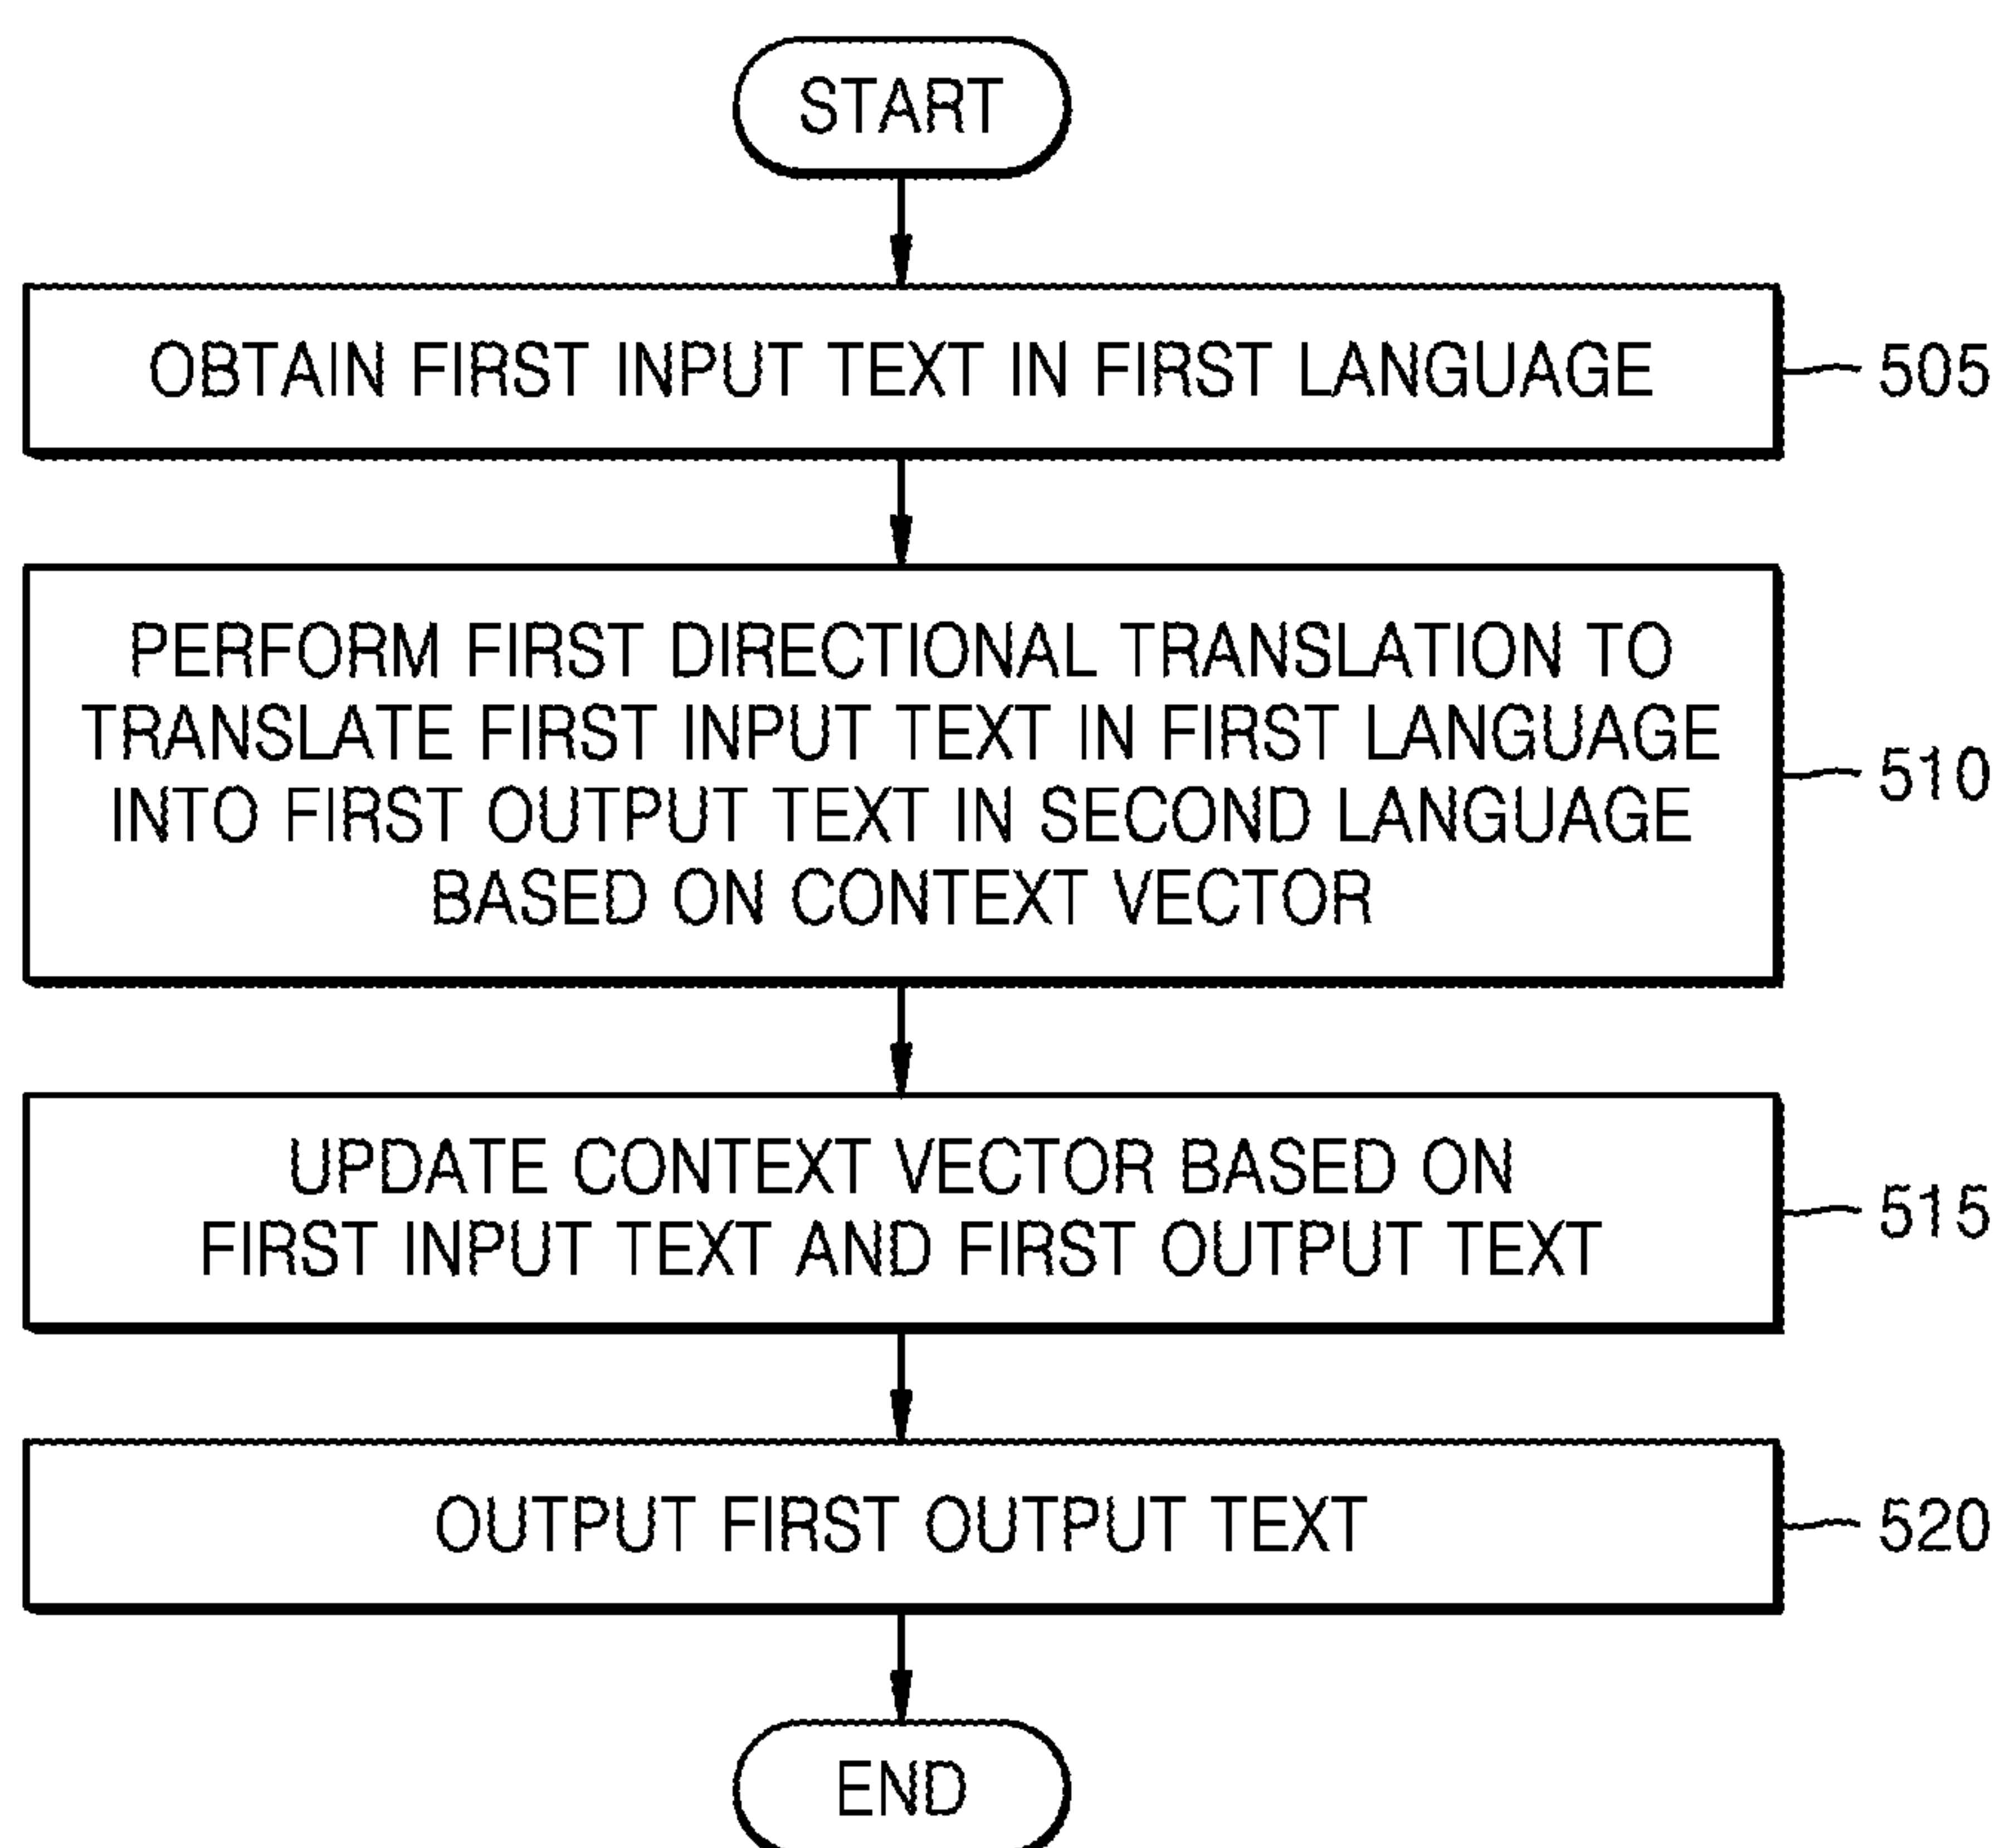 START
OBTAIN FIRST INPUT TEXT IN FIRST LANGUAGE
505
PERFORM FIRST DIRECTIONAL TRANSLATION TO
TRANSLATE FIRST INPUT TEXT IN FIRST LANGUAGE
INTO FIRST OUTPUT TEXT IN SECOND LANGUAGE
BASED ON CONTEXT VECTOR
510
UPDATE CONTEXT VECTOR BASED ON
FIRST INPUT TEXT AND FIRST OUTPUT TEXT
515
OUTPUT FIRST OUTPUT TEXT
520
END